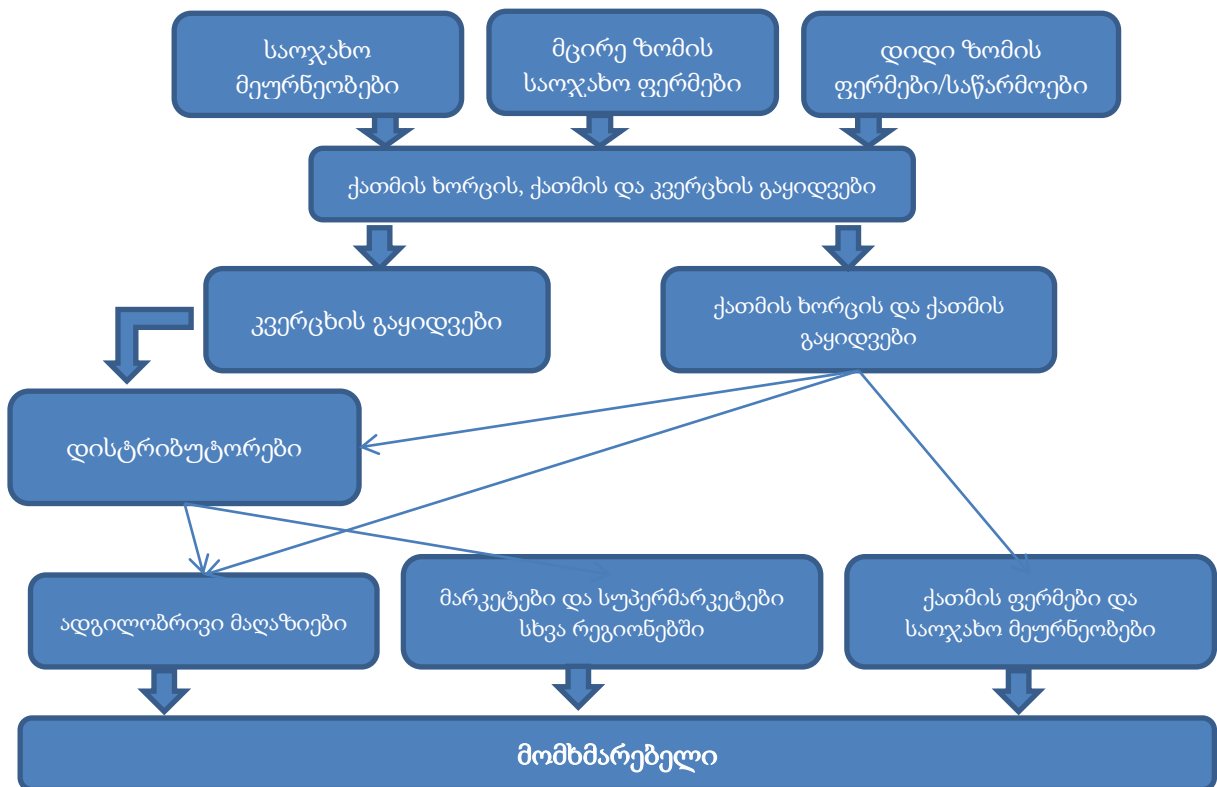 საოჯახო
მეურნეობები
მცირე ზომის
საოჯახო ფერმები
დიდი ზომის
ფერმები/საწარმოები
ქათმის ხორცის, ქათმის და კვერცხის გაყიდვები
კვერცხის გაყიდვები
ქათმის ხორცის და ქათმის
გაყიდვები
დისტრიბუტორები
ადგილობრივი მაღაზიები
მარკეტები და სუპერმარკეტები
სხვა რეგიონებში
ქათმის ფერმები და
საოჯახო მეურნეობები
მომხმარებელი